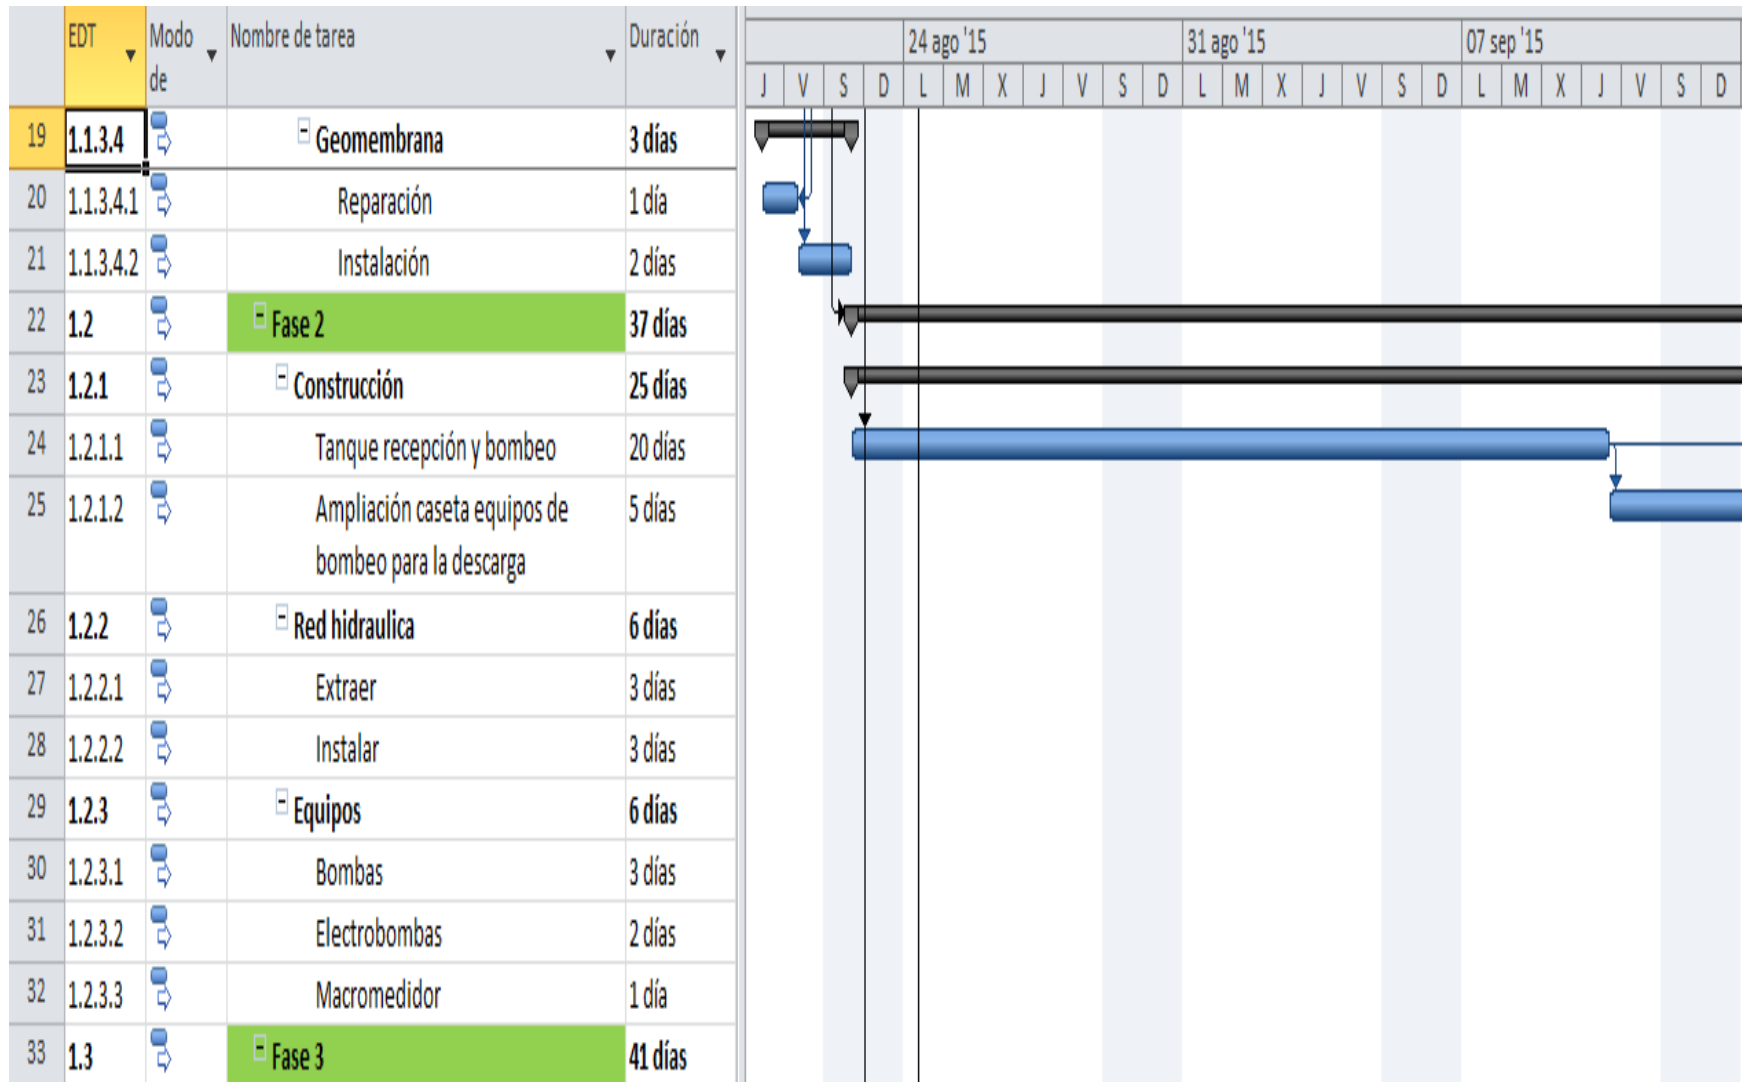 EDT Modo de Nombre de tarea Duración
24 ago '15 31 ago '15 07 sep '15
J V S D L M X J V S D L M X J V S D L M X J V S D
19 1.1.3.4 Geomembrana 3 días
20 1.1.3.4.1 Reparación 1 día
21 1.1.3.4.2 Instalación 2 días
22 1.2 Fase 2 37 días
23 1.2.1 Construcción 25 días
24 1.2.1.1 Tanque recepción y bombeo 20 días
25 1.2.1.2 Ampliación caseta equipos de 5 días
bombeo para la descarga
26 1.2.2 Red hidraulica 6 días
27 1.2.2.1 Extraer 3 días
28 1.2.2.2 Instalar 3 días
29 1.2.3 Equipos 6 días
30 1.2.3.1 Bombas 3 días
31 1.2.3.2 Electrobombas 2 días
32 1.2.3.3 Macromedidor 1 día
33 1.3 Fase 3 41 días